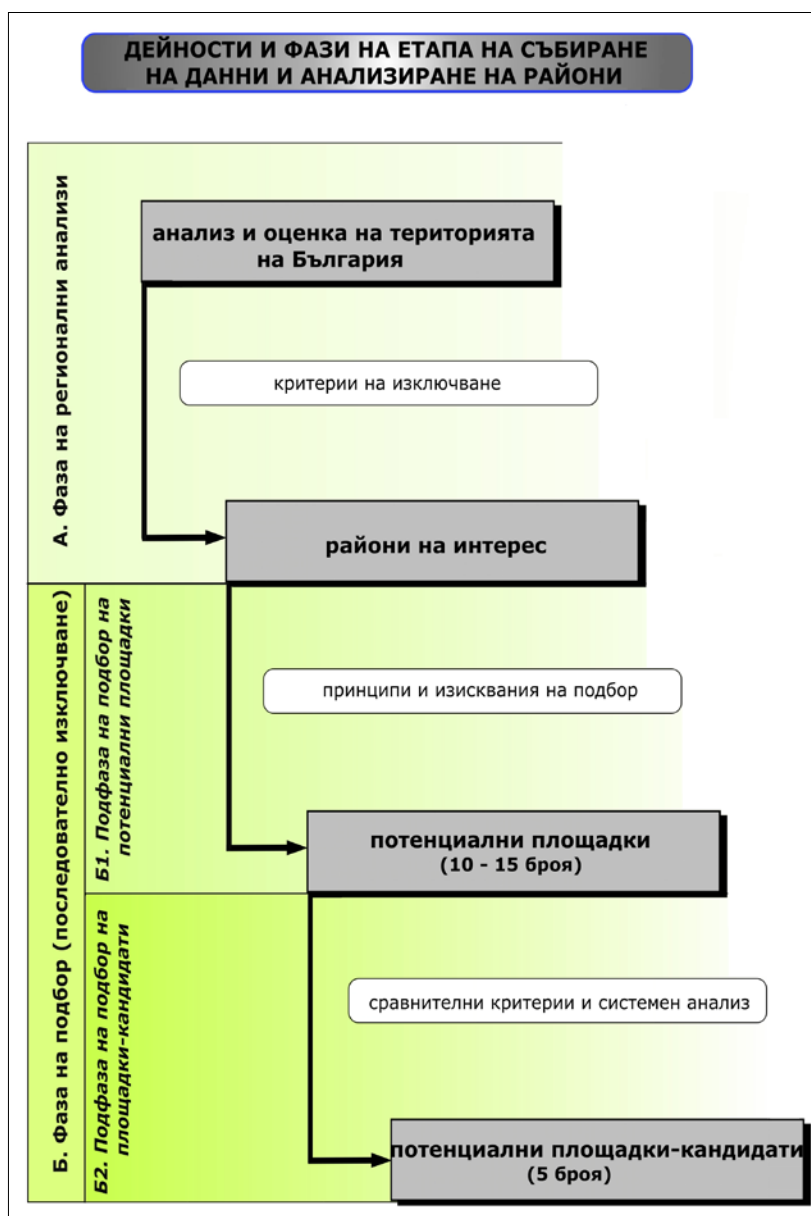 ДЕЙНОСТИ И ФАЗИ НА ЕТАПА НА СЪБИРАНЕ
НА ДАННИ И АНАЛИЗИРАНЕ НА РАЙОНИ
А. Фаза на регионални анализи
анализ и оценка на територията
на България
критерии на изключване
райони на интерес
Б. Фаза на подбор (последователно изключване)
Б1. Подфаза на подбор на
потенциални площадки
принципи и изисквания на подбор
потенциални площадки
(10 - 15 броя)
Б2. Подфаза на подбор на
площадки-кандидати
сравнителни критерии и системен анализ
потенциални площадки-кандидати
(5 броя)